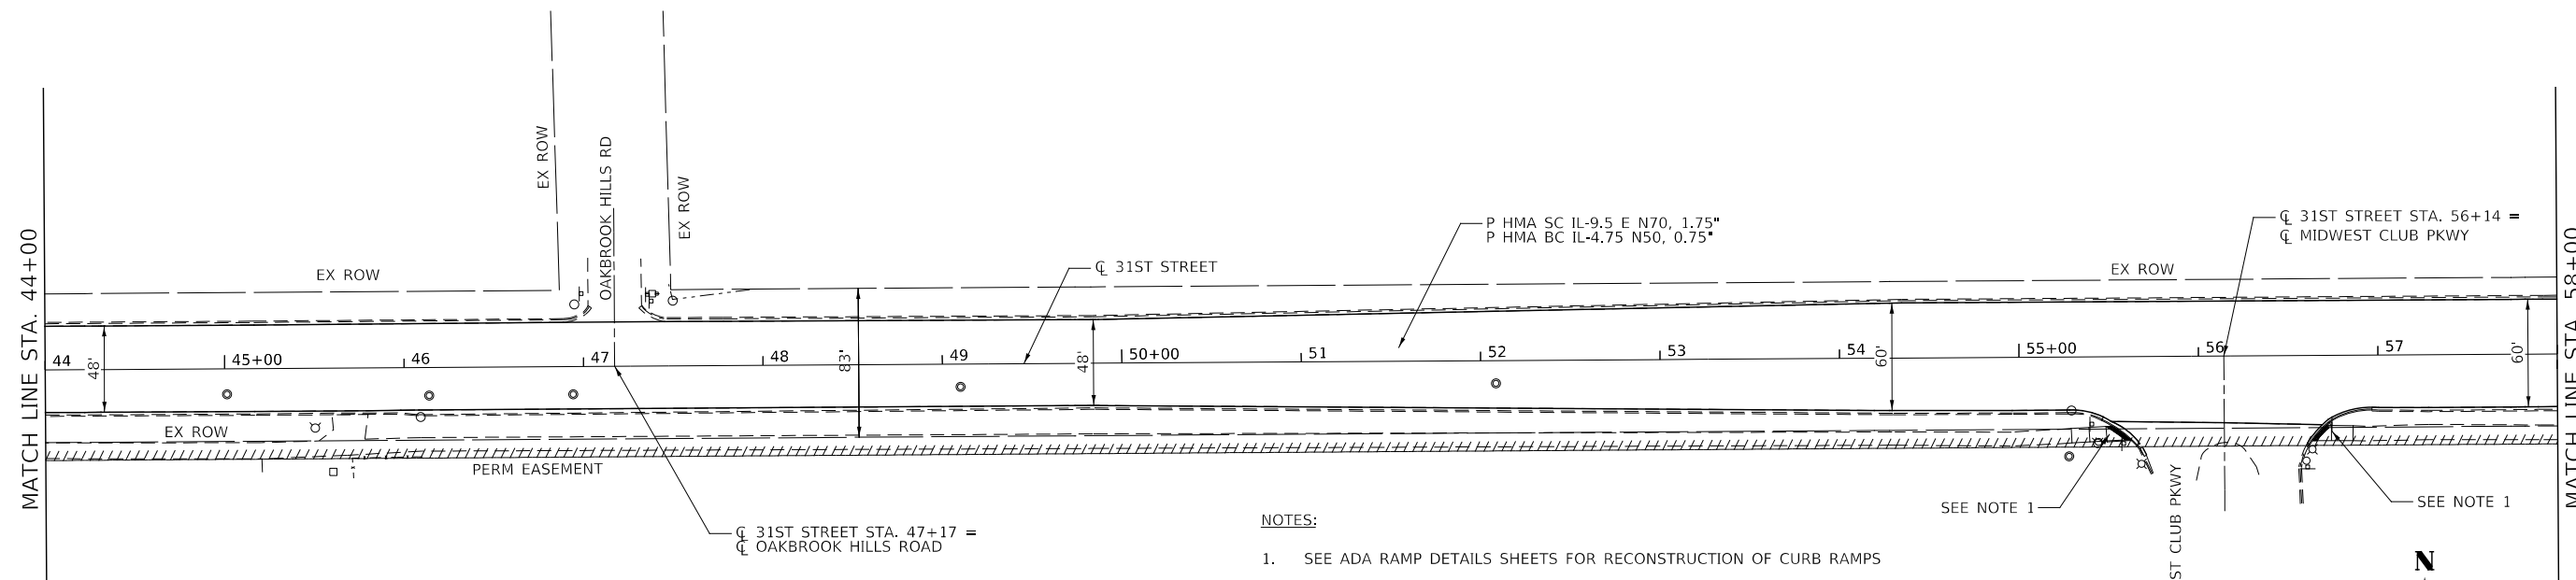 EX ROW
OAKBROOK HILLS RD
EX ROW
P HMA SC IL-9.5 E N70, 1.75"
P HMA BC IL-4.75 N50, 0.75"
℄ 31ST STREET STA. 56+14 =
℄ MIDWEST CLUB PKWY
MATCH LINE STA. 44+00
EX ROW
℄ 31ST STREET
EX ROW
MATCH LINE STA. 58+00
44
45+00
46
47
48
49
50+00
51
52
53
54
55+00
56
57
48'
83'
48'
60'
60'
EX ROW
PERM EASEMENT
℄ 31ST STREET STA. 47+17 =
℄ OAKBROOK HILLS ROAD
NOTES:
1. SEE ADA RAMP DETAILS SHEETS FOR RECONSTRUCTION OF CURB RAMPS
SEE NOTE 1
ST CLUB PKWY
SEE NOTE 1
N